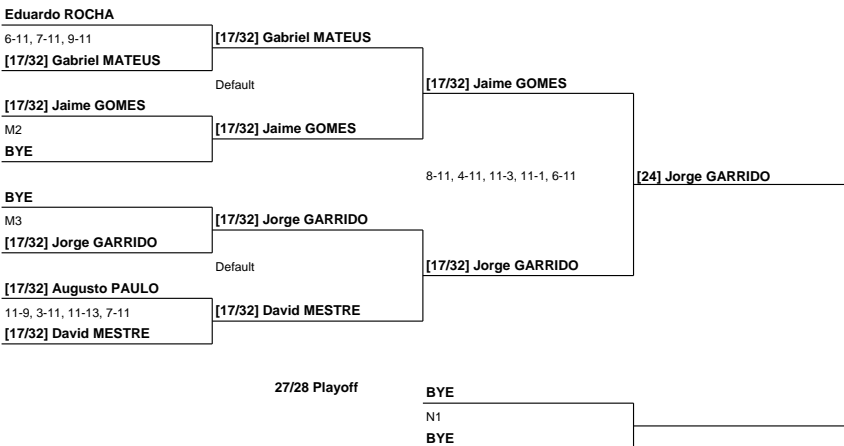 Eduardo ROCHA
6-11, 7-11, 9-11
[17/32] Gabriel MATEUS
[17/32] Gabriel MATEUS
Default
[17/32] Jaime GOMES
[17/32] Jaime GOMES
M2
[17/32] Jaime GOMES
BYE
8-11, 4-11, 11-3, 11-1, 6-11
[24] Jorge GARRIDO
BYE
M3
[17/32] Jorge GARRIDO
[17/32] Jorge GARRIDO
Default
[17/32] Jorge GARRIDO
[17/32] Augusto PAULO
11-9, 3-11, 11-13, 7-11
[17/32] David MESTRE
[17/32] David MESTRE
27/28 Playoff
BYE
N1
BYE